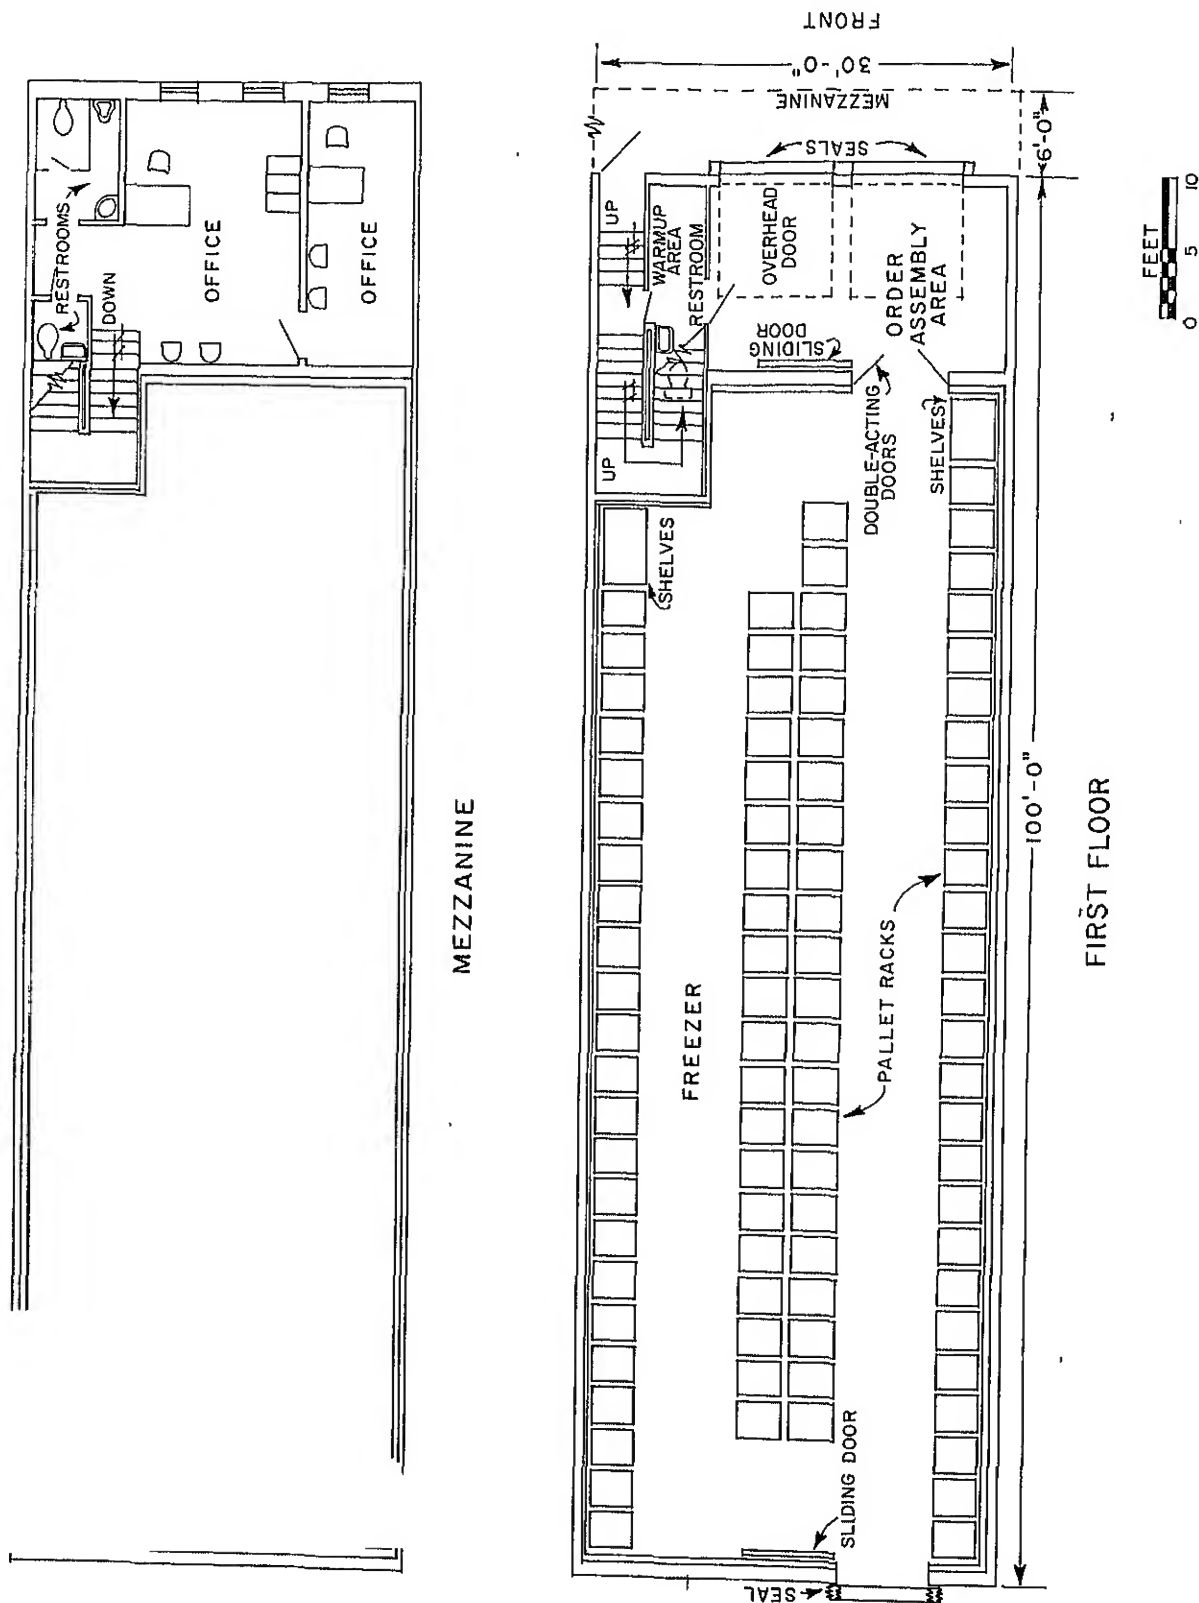 RESTROOMS
DOWN
OFFICE
OFFICE
MEZZANINE
FRONT
30'-0"
MEZZANINE
6'-0"
SEALS
UP
WARMUP
AREA
RESTROOM
OVERHEAD
DOOR
ORDER
ASSEMBLY
AREA
SLIDING
DOOR
UP
DOUBLE-ACTING
DOORS
SHELVES
SHELVES
FREEZER
PALLET RACKS
SLIDING DOOR
SEAL
100'-0"
FIRST FLOOR
FEET
0 5 10